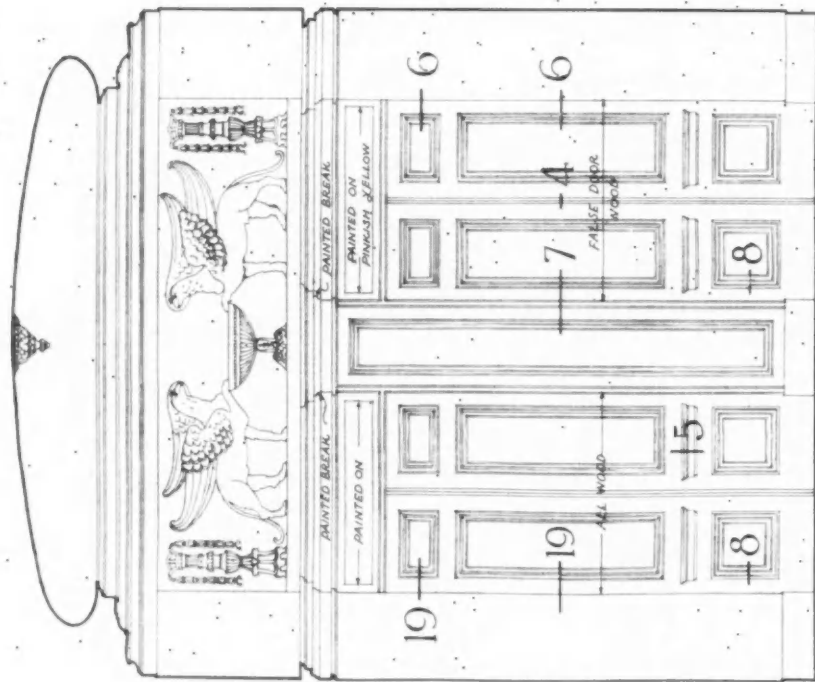 PAINTED BREAK
PAINTED BREAK
PAINTED ON
PAINTED ON
PINKISH YELLOW
19
6
19
7
4
6
ALL WOOD
FALSE DOOR
WOOD
15
8
8